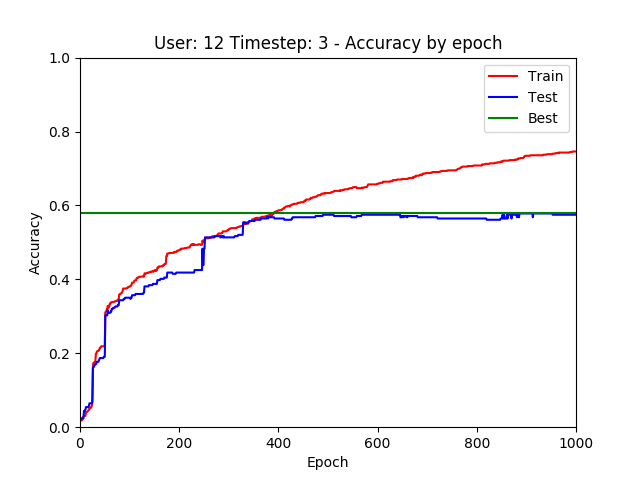 User: 12 Timestep: 3 - Accuracy by epoch
Train
Test
Best
1.0
0.8
0.6
0.4
0.2
0.0
Accuracy
0 200 400 600 800 1000
Epoch